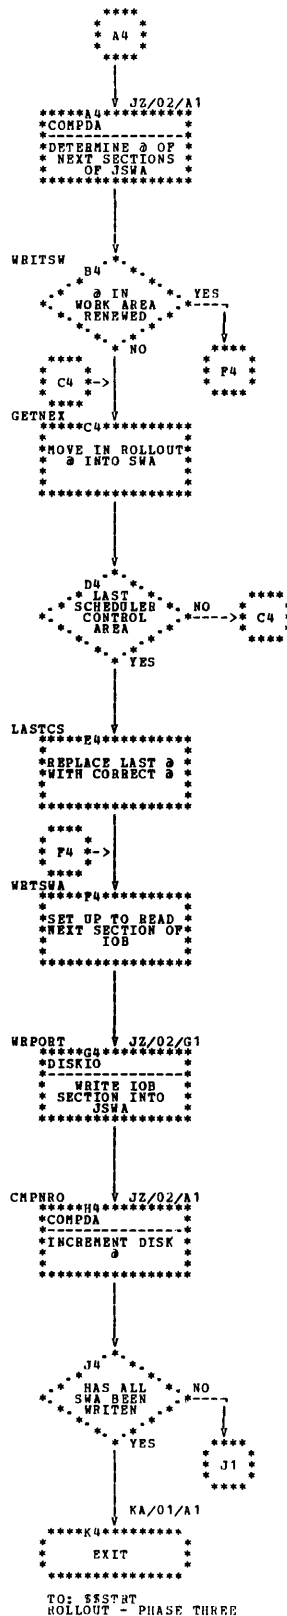 A4
JZ/02/A1
A4
COMPDA
DETERMINE @ OF
NEXT SECTIONS
OF JSWA
WRITSW
B4
@ IN
WORK AREA
RENEWED
YES
NO
F4
C4
GETNEX
C4
MOVE IN ROLLOUT
@ INTO SWA
D4
LAST
SCHEDULER
CONTROL
AREA
NO
C4
YES
LASTCS
E4
REPLACE LAST @
WITH CORRECT @
F4
WRTSWA
F4
SET UP TO READ
NEXT SECTION OF
IOB
WRPORT JZ/02/G1
G4
DISKIO
WRITE IOB
SECTION INTO
JSWA
CMPNRO JZ/02/A1
H4
COMPDA
INCREMENT DISK
@
J4
HAS ALL
SWA BEEN
WRITEN
NO
YES
J1
KA/01/A1
K4
EXIT
TO: $$STRT
ROLLOUT - PHASE THREE